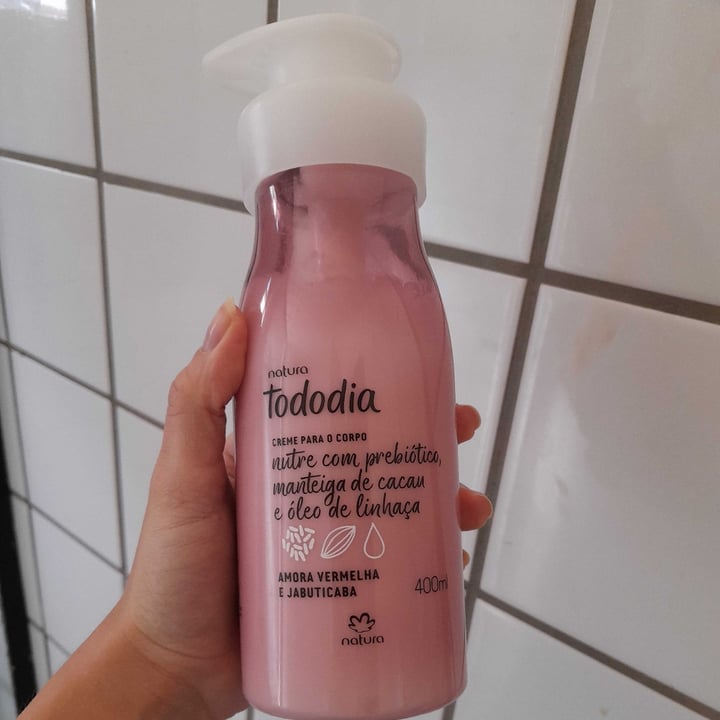 natura
tododia
CREME PARA O CORPO
nutre com prebiótico,
manteiga de cacau
e óleo de linhaça
AMORA VERMELHA
E JABUTICABA
400ml
natura